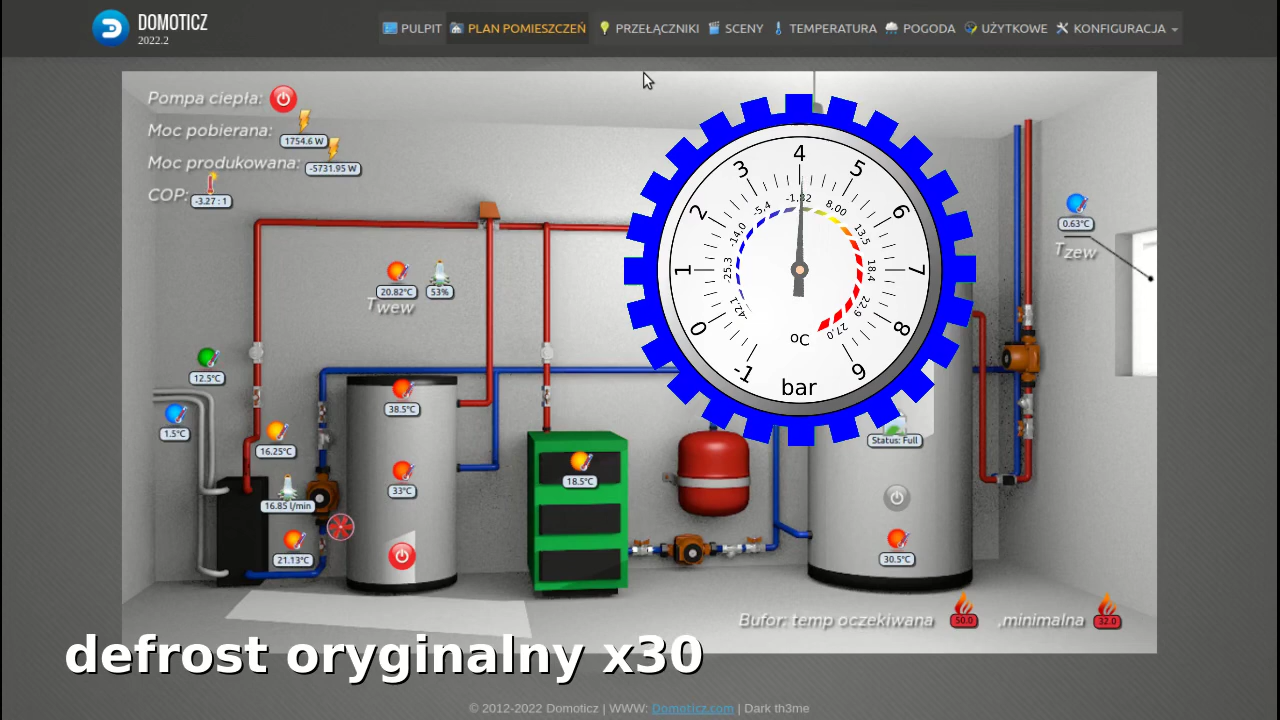 DOMOTICZ
2022.2
PULPIT PLAN POMIESZCZEŃ PRZEŁĄCZNIKI SCENY TEMPERATURA POGODA UŻYTKOWE KONFIGURACJA
Pompa ciepła:
Moc pobierana: 1754.6 W
Moc produkowana: -5731.95 W
COP: -3.27 : 1
-1 0 1 2 3 4 5 6 7 8 9
42.1 25.3 -14.0 -5.4 -1.82 8.00 13.5 18.4 22.9 27.0
°C
bar
0.63°C
Tzew
20.82°C 53%
Twew
12.5°C
38.5°C
1.5°C
16.25°C
Status: Full
18.5°C
33°C
16.85 l/min
21.13°C
30.5°C
Bufor: temp oczekiwana 50.0 ,minimalna 32.0
defrost oryginalny x30
© 2012-2022 Domoticz | WWW: Domoticz.com | Dark th3me